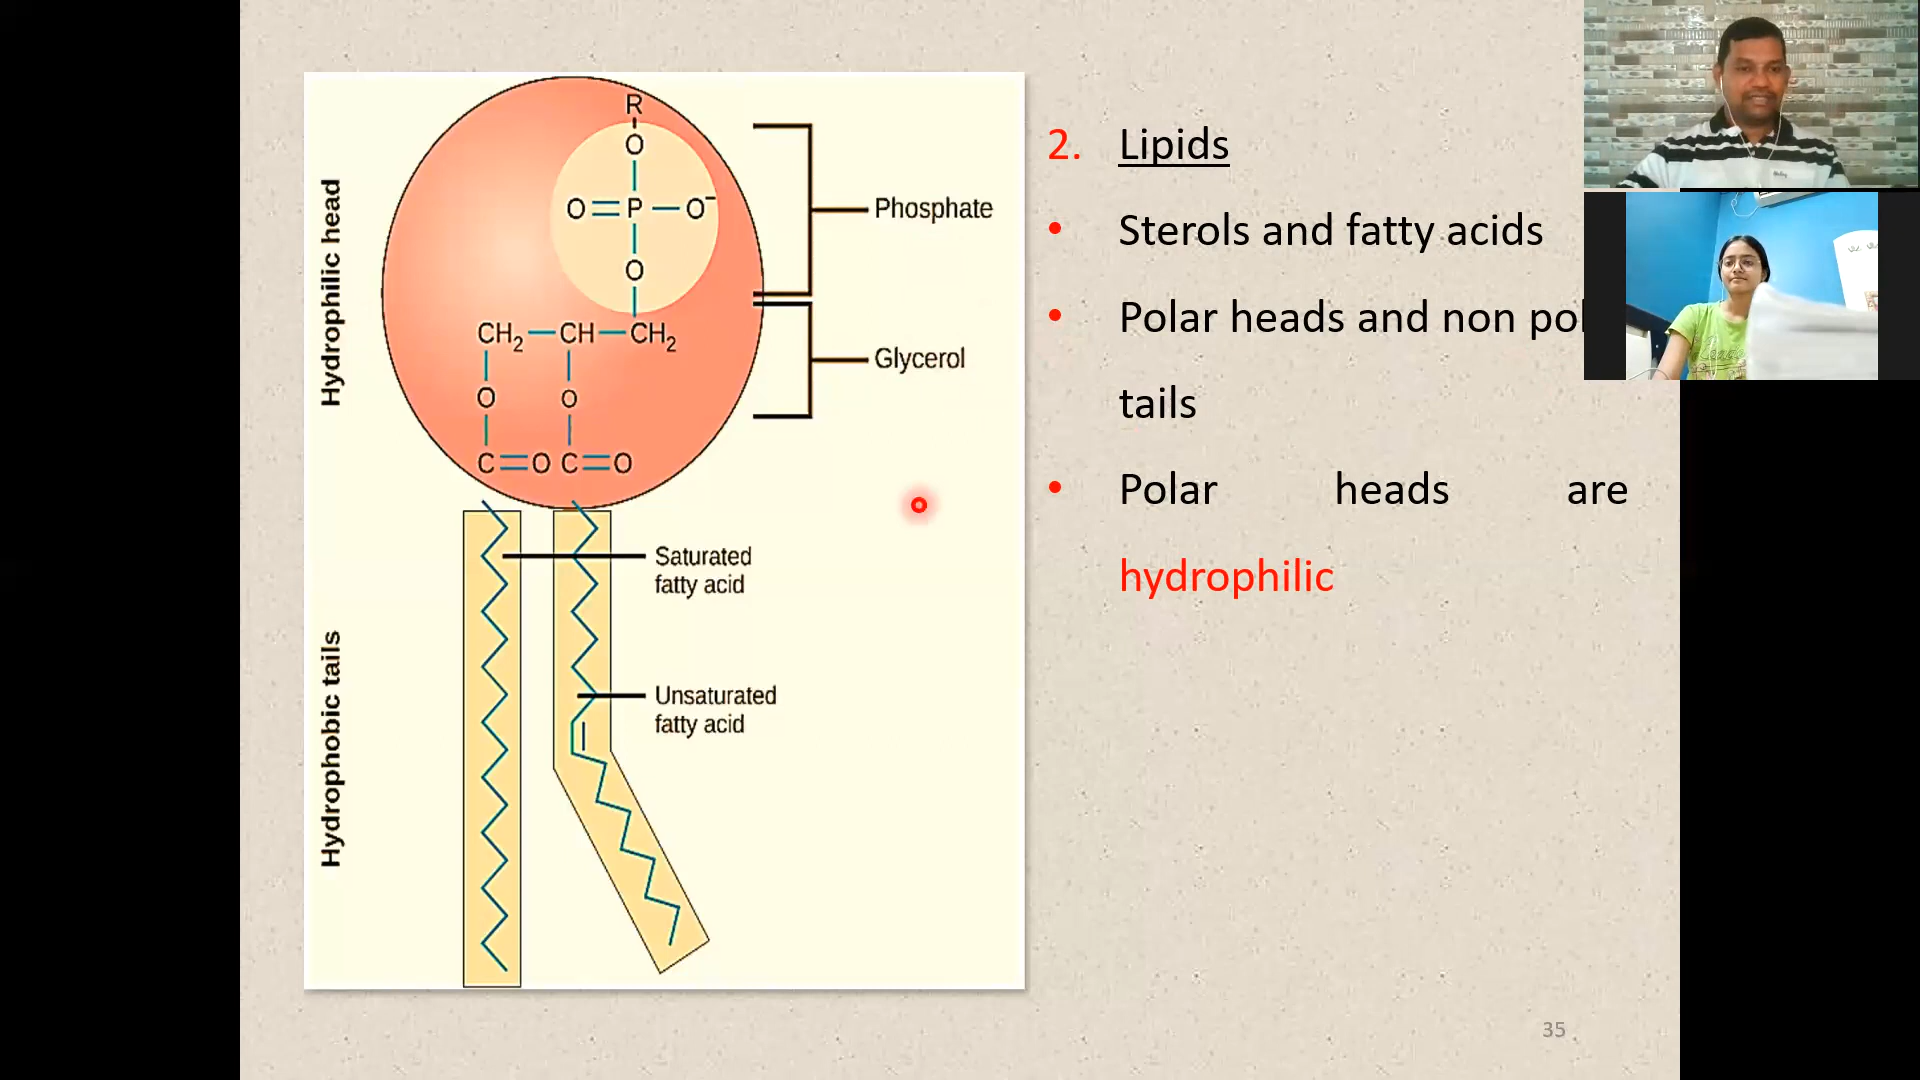 Hydrophilic head
R
O
O=P—O⁻
O
CH₂—CH—CH₂
O O
C=O C=O
Phosphate
Glycerol
Hydrophobic tails
Saturated
fatty acid
Unsaturated
fatty acid
2. Lipids
• Sterols and fatty acids
• Polar heads and non
tails
• Polar heads are
hydrophilic
35